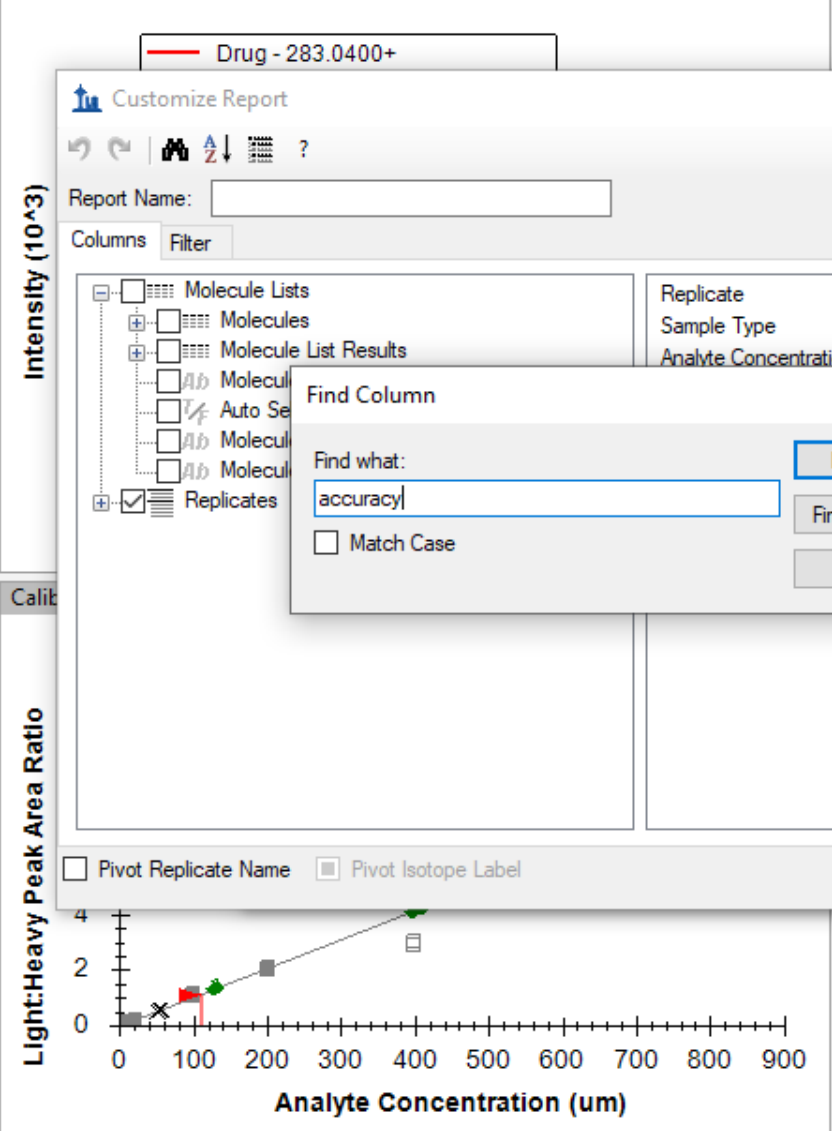 Drug - 283.0400+
Customize Report
?
Report Name:
Columns
Filter
Molecule Lists
Molecules
Molecule List Results
Auto Se
Replicates
Replicate
Sample Type
Analyte Concentrati
Find Column
Find what:
accuracy
Match Case
Pivot Replicate Name
Pivot Isotope Label
Intensity (10^3)
Calib
Light:Heavy Peak Area Ratio
4
2
0
0 100 200 300 400 500 600 700 800 900
Analyte Concentration (um)